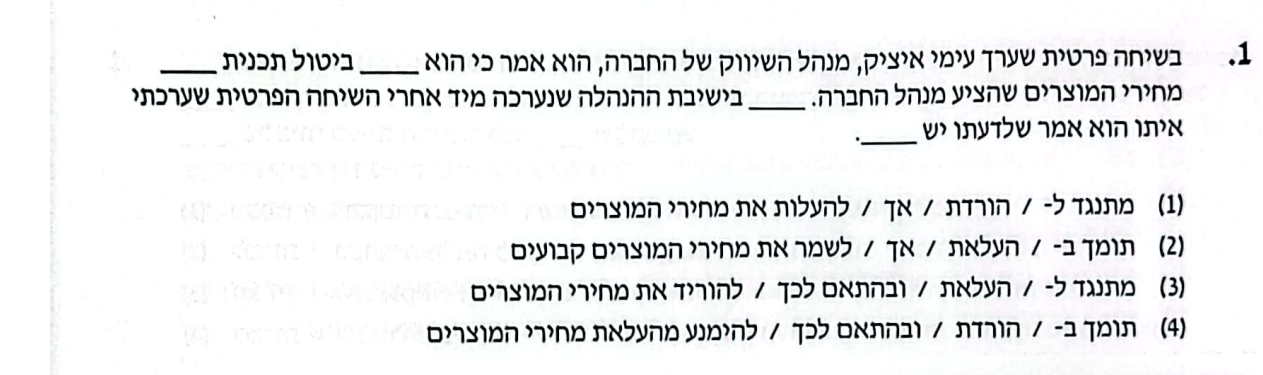 1. בשיחה פרטית שערך עימי איציק, מנהל השיווק של החברה, הוא אמר כי הוא ____ ביטול תכנית ____
מחירי המוצרים שהציע מנהל החברה. ____ בישיבת ההנהלה שנערכה מיד אחרי השיחה הפרטית שערכתי
איתו הוא אמר שלדעתו יש ____.
(1) מתנגד ל- / הורדת / אך / להעלות את מחירי המוצרים
(2) תומך ב- / העלאת / אך / לשמר את מחירי המוצרים קבועים
(3) מתנגד ל- / העלאת / ובהתאם לכך / להוריד את מחירי המוצרים
(4) תומך ב- / הורדת / ובהתאם לכך / להימנע מהעלאת מחירי המוצרים